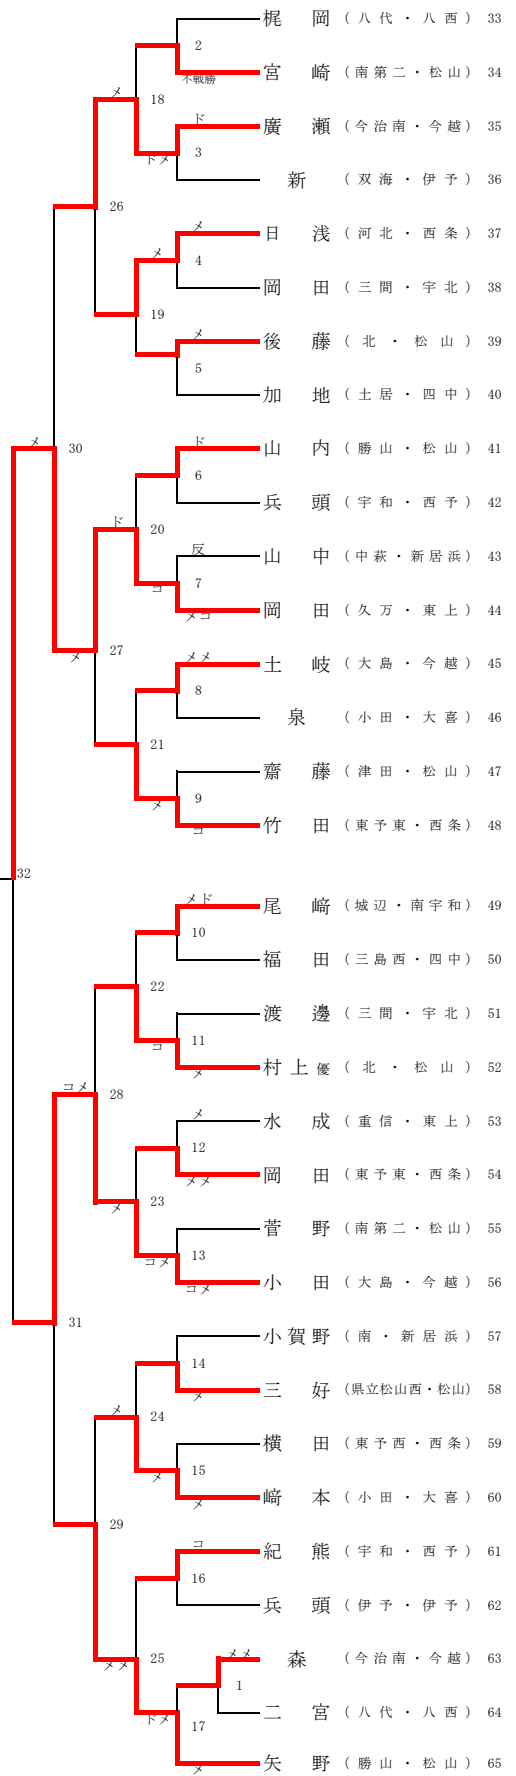 梶岡 (八代・八西) 33
2
宮崎 (南第二・松山) 34
不戦勝
メ 18
ド
廣瀬 (今治南・今越) 35
ドメ 3
新 (双海・伊予) 36
26
メ
日浅 (河北・西条) 37
メ 4
岡田 (三間・宇北) 38
19
メ
後藤 (北・松山) 39
5
加地 (土居・四中) 40
メ 30
ド
山内 (勝山・松山) 41
6
兵頭 (宇和・西予) 42
ド 20
反
山中 (中萩・新居浜) 43
コ 7
岡田 (久万・東上) 44
メコ
メ 27
メメ
土岐 (大島・今越) 45
8
泉 (小田・大喜) 46
21
齋藤 (津田・松山) 47
メ 9
竹田 (東予東・西条) 48
コ
32
メド
尾﨑 (城辺・南宇和) 49
10
福田 (三島西・四中) 50
22
渡邊 (三間・宇北) 51
コ 11
村上優 (北・松山) 52
メ
コメ 28
メ
水成 (重信・東上) 53
12
岡田 (東予東・西条) 54
メメ
メ 23
菅野 (南第二・松山) 55
コメ 13
小田 (大島・今越) 56
コメ
31
小賀野 (南・新居浜) 57
14
三好 (県立松山西・松山) 58
メ
メ 24
横田 (東予西・西条) 59
メ 15
﨑本 (小田・大喜) 60
メ
29
コ
紀熊 (宇和・西予) 61
16
兵頭 (伊予・伊予) 62
メメ 25
メメ
森 (今治南・今越) 63
1
二宮 (八代・八西) 64
ドメ 17
矢野 (勝山・松山) 65
メ